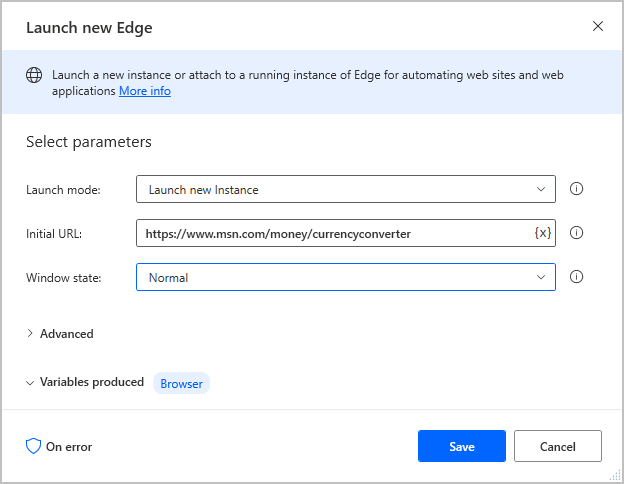 Launch new Edge
Launch a new instance or attach to a running instance of Edge for automating web sites and web
applications More info
Select parameters
Launch mode: Launch new Instance
Initial URL: https://www.msn.com/money/currencyconverter {x}
Window state: Normal
Advanced
Variables produced Browser
On error Save Cancel